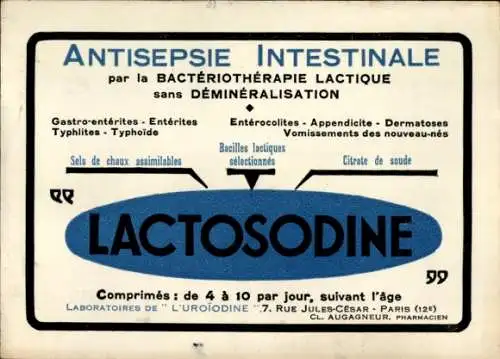 ANTISEPSIE INTESTINALE
par la BACTÉRIOTHÉRAPIE LACTIQUE
sans DÉMINÉRALISATION
Gastro-entérites - Entérites
Typhlites - Typhoïde
Entérocolites - Appendicite - Dermatoses
Vomissements des nouveau-nés
Sels de chaux assimilables
Bacilles lactiques
sélectionnés
Citrate de soude
"LACTOSODINE"
Comprimés : de 4 à 10 par jour, suivant l'âge
LABORATOIRES DE "L'UROÏODINE", 7, RUE JULES-CÉSAR - PARIS (12e)
CL. AUGAGNEUR, PHARMACIEN